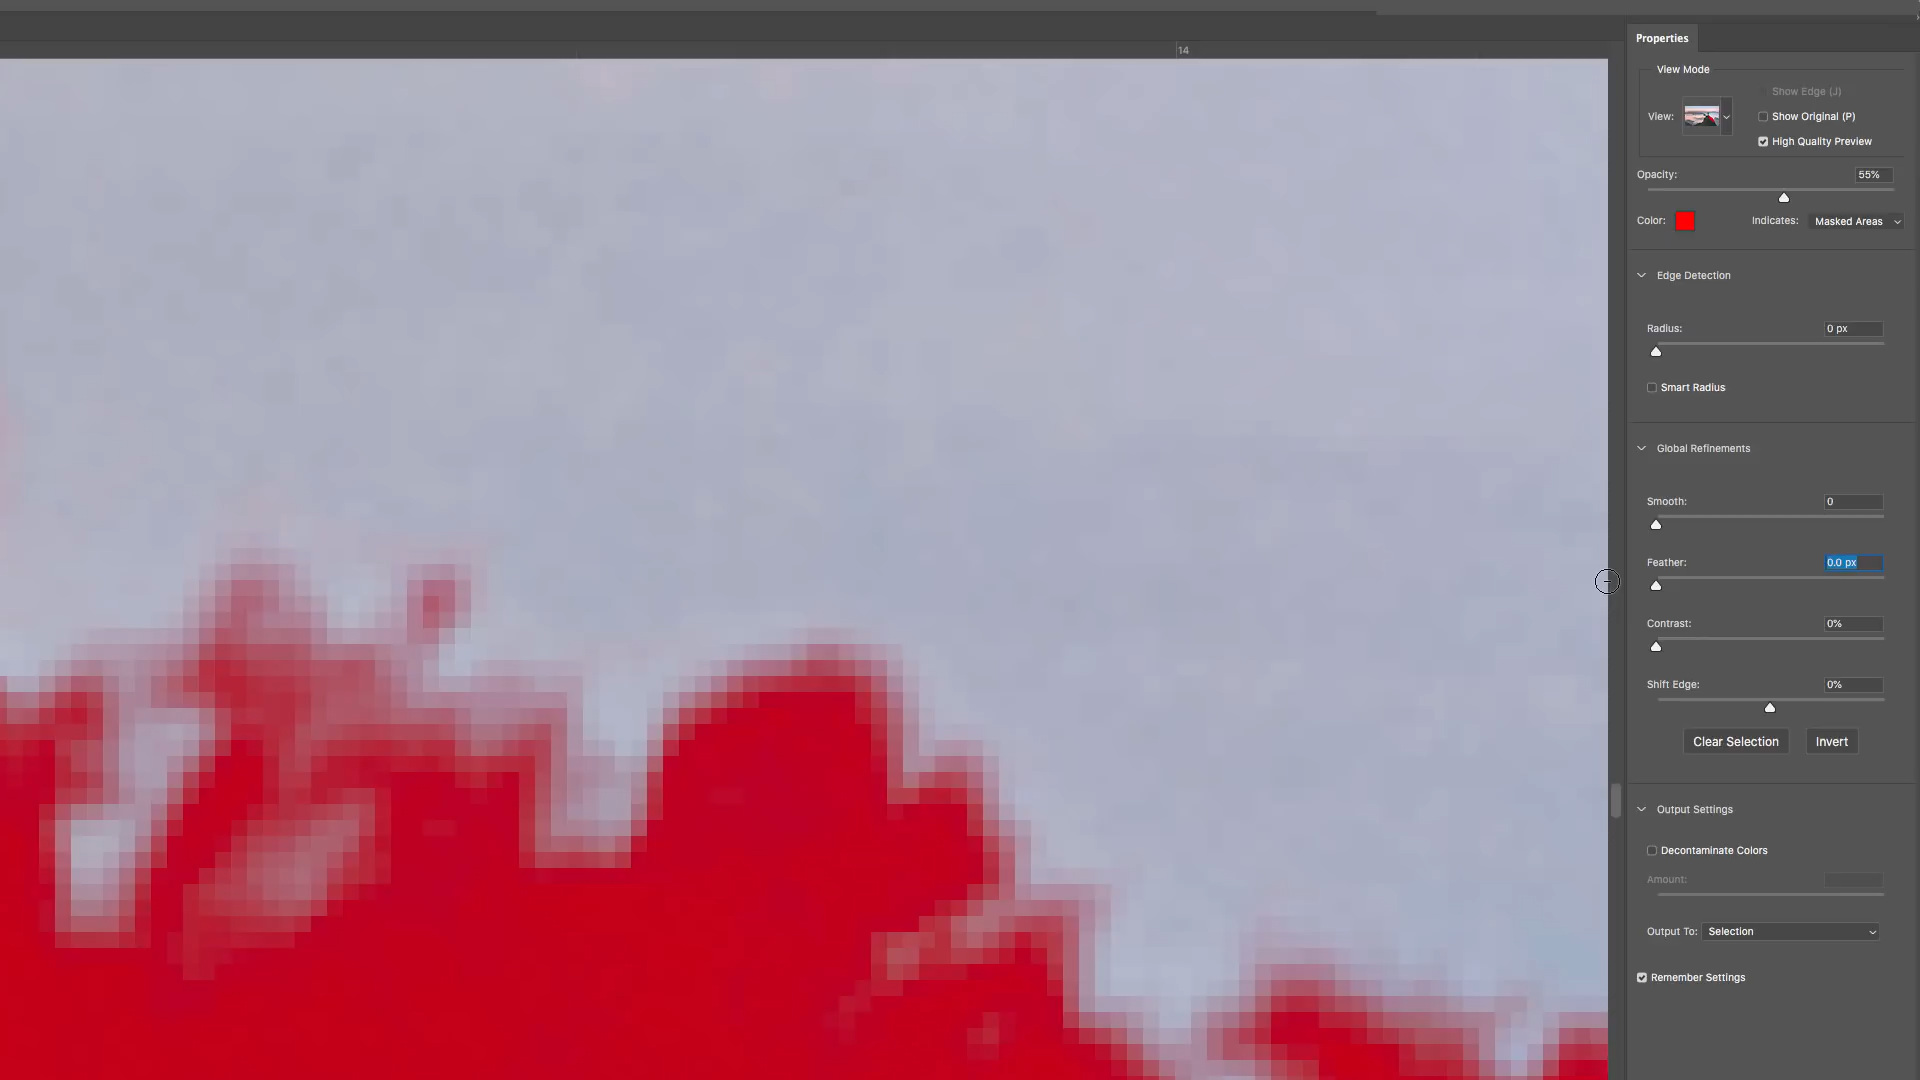 14
Properties
View Mode
Show Edge (J)
View:
Show Original (P)
High Quality Preview
Opacity:
55%
Color:
Indicates:
Masked Areas
Edge Detection
Radius:
0 px
Smart Radius
Global Refinements
Smooth:
0
Feather:
0.0 px
Contrast:
0%
Shift Edge:
0%
Clear Selection
Invert
Output Settings
Decontaminate Colors
Amount:
Output To:
Selection
Remember Settings